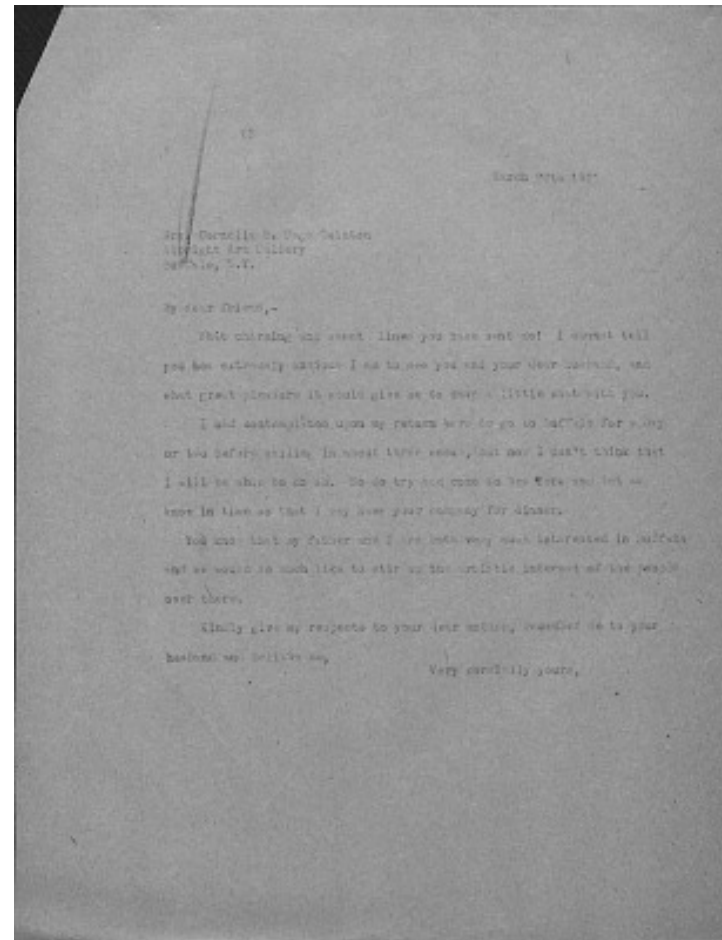 March
Mrs. Cornelia B. Sage Quinton
Albright Art Gallery
Buffalo, N.Y.
My dear friend,-
What charming and sweet lines you have sent me! I cannot tell
you how extremely anxious I am to see you and your dear husband, and
what great pleasure it would give me to have a little chat with you.
I had contemplated upon my return here to go to Buffalo for a day
or two before sailing in about three weeks, but now I don't think that
I will be able to do so. So do try and come to New York and let me
know in time so that I may have your company for dinner.
You know that my father and I are both very much interested in Buffalo
and we would so much like to stir up the artistic interest of the people
over there.
Kindly give my respects to your dear mother, remember me to your
husband and believe me,
Very cordially yours,